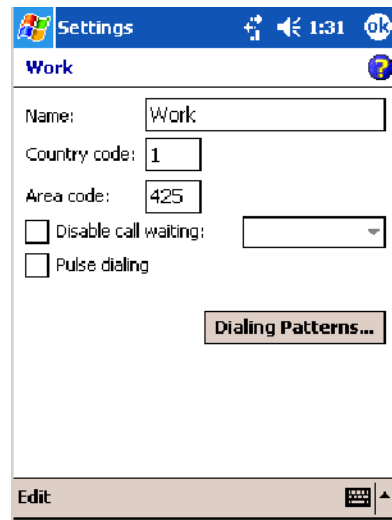 Settings 1:31 ok
Work
?
Name: Work
Country code: 1
Area code: 425
Disable call waiting:
Pulse dialing
Dialing Patterns...
Edit